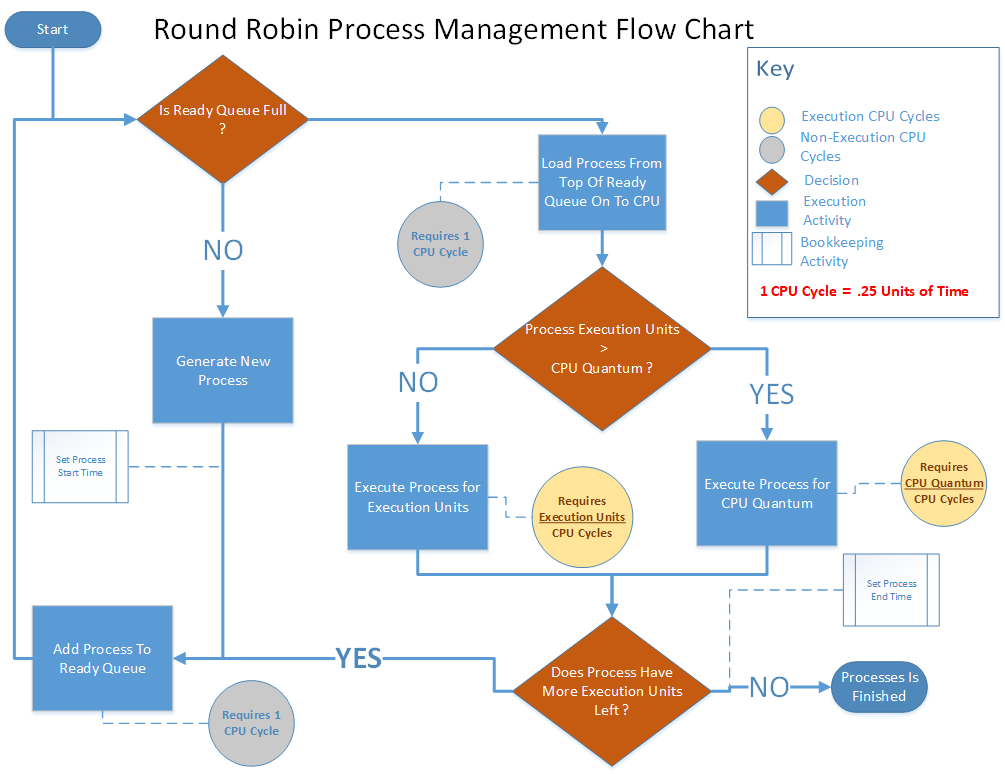 Start
Round Robin Process Management Flow Chart
Key
Execution CPU Cycles
Non-Execution CPU
Cycles
Decision
Execution
Activity
Bookkeeping
Activity
1 CPU Cycle = .25 Units of Time
Is Ready Queue Full
?
Load Process From
Top Of Ready
Queue On To CPU
Requires 1
CPU Cycle
NO
Generate New
Process
Process Execution Units
>
CPU Quantum ?
NO
YES
Set Process
Start Time
Execute Process for
Execution Units
Requires
Execution Units
CPU Cycles
Execute Process for
CPU Quantum
Requires
CPU Quantum
CPU Cycles
Set Process
End Time
Add Process To
Ready Queue
YES
Does Process Have
More Execution Units
Left ?
NO
Processes Is
Finished
Requires 1
CPU Cycle